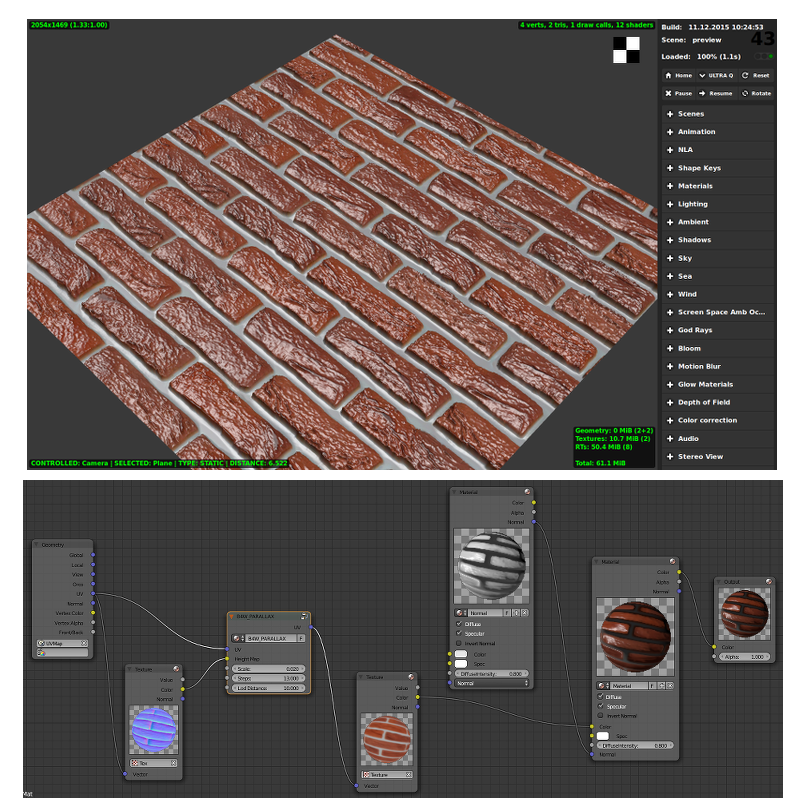 2054x1469 (1.33:1.00)
4 verts, 2 tris, 1 draw calls, 12 shaders
Build: 11.12.2015 10:24:53
Scene: preview
43
Loaded: 100% (1.1s)
Home ULTRA Q Reset
Pause Resume Rotate
Scenes
Animation
NLA
Shape Keys
Materials
Lighting
Ambient
Shadows
Sky
Sea
Wind
Screen Space Amb Oc...
God Rays
Bloom
Motion Blur
Glow Materials
Depth of Field
Color correction
Audio
Stereo View
Geometry: 0 MiB (2+2)
Textures: 10.7 MiB (2)
RTs: 50.4 MiB (8)
Total: 61.1 MiB
CONTROLLED: Camera | SELECTED: Plane | TYPE: STATIC | DISTANCE: 6.522
Geometry
Global
Local
View
Orco
UV
Normal
Vertex Color
Vertex Alpha
Front/Back
UVMap
Texture
Value
Color
Normal
Tex
Vector
B4W_PARALLAX
UV
B4W_PARALLAX F
UV
Height Map
Scale: 0.020
Steps 13.000
Lod Distance: 10.000
Texture
Value
Color
Normal
Texture
Vector
Material
Color
Alpha
Normal
Normal F
Diffuse
Specular
Invert Normal
Color
Spec
DiffuseIntensity: 0.800
Normal
Material
Color
Alpha
Normal
Material F
Diffuse
Specular
Invert Normal
Color
Spec
DiffuseIntensity: 0.800
Normal
Output
Color
Alpha: 1.000
Mat